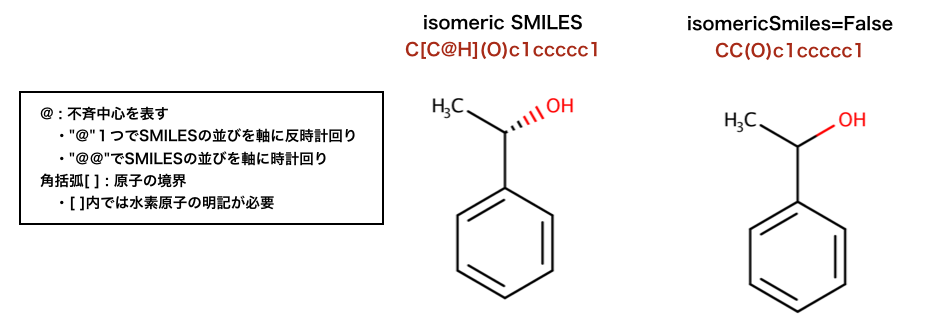 isomeric SMILES
C[C@H](O)c1ccccc1
isomericSmiles=False
CC(O)c1ccccc1
@ : 不斉中心を表す
・"@"１つでSMILESの並びを軸に反時計回り
・"@@"でSMILESの並びを軸に時計回り
角括弧[ ] : 原子の境界
・[ ]内では水素原子の明記が必要
H₃C
OH
H₃C
OH